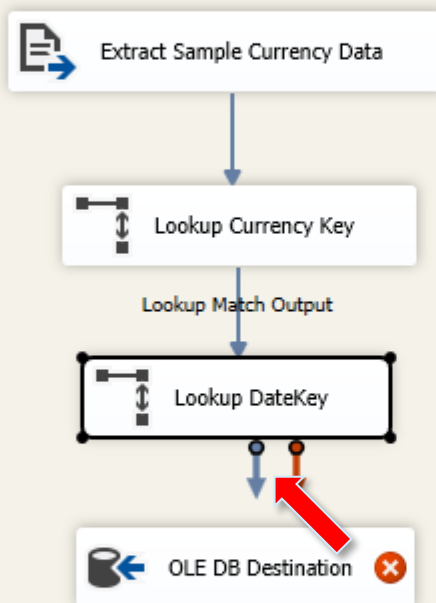 Extract Sample Currency Data
Lookup Currency Key
Lookup Match Output
Lookup DateKey
OLE DB Destination